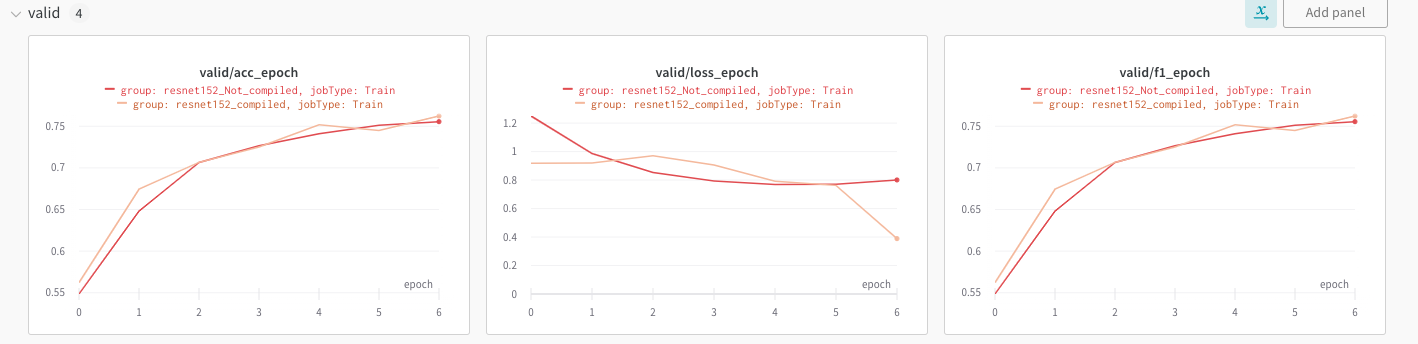 valid 4
x Add panel
valid/acc_epoch
group: resnet152_Not_compiled, jobType: Train
group: resnet152_compiled, jobType: Train
0.75
0.7
0.65
0.6
0.55
epoch
0 1 2 3 4 5 6
valid/loss_epoch
group: resnet152_Not_compiled, jobType: Train
group: resnet152_compiled, jobType: Train
1.2
1
0.8
0.6
0.4
0.2
0
epoch
0 1 2 3 4 5 6
valid/f1_epoch
group: resnet152_Not_compiled, jobType: Train
group: resnet152_compiled, jobType: Train
0.75
0.7
0.65
0.6
0.55
epoch
0 1 2 3 4 5 6